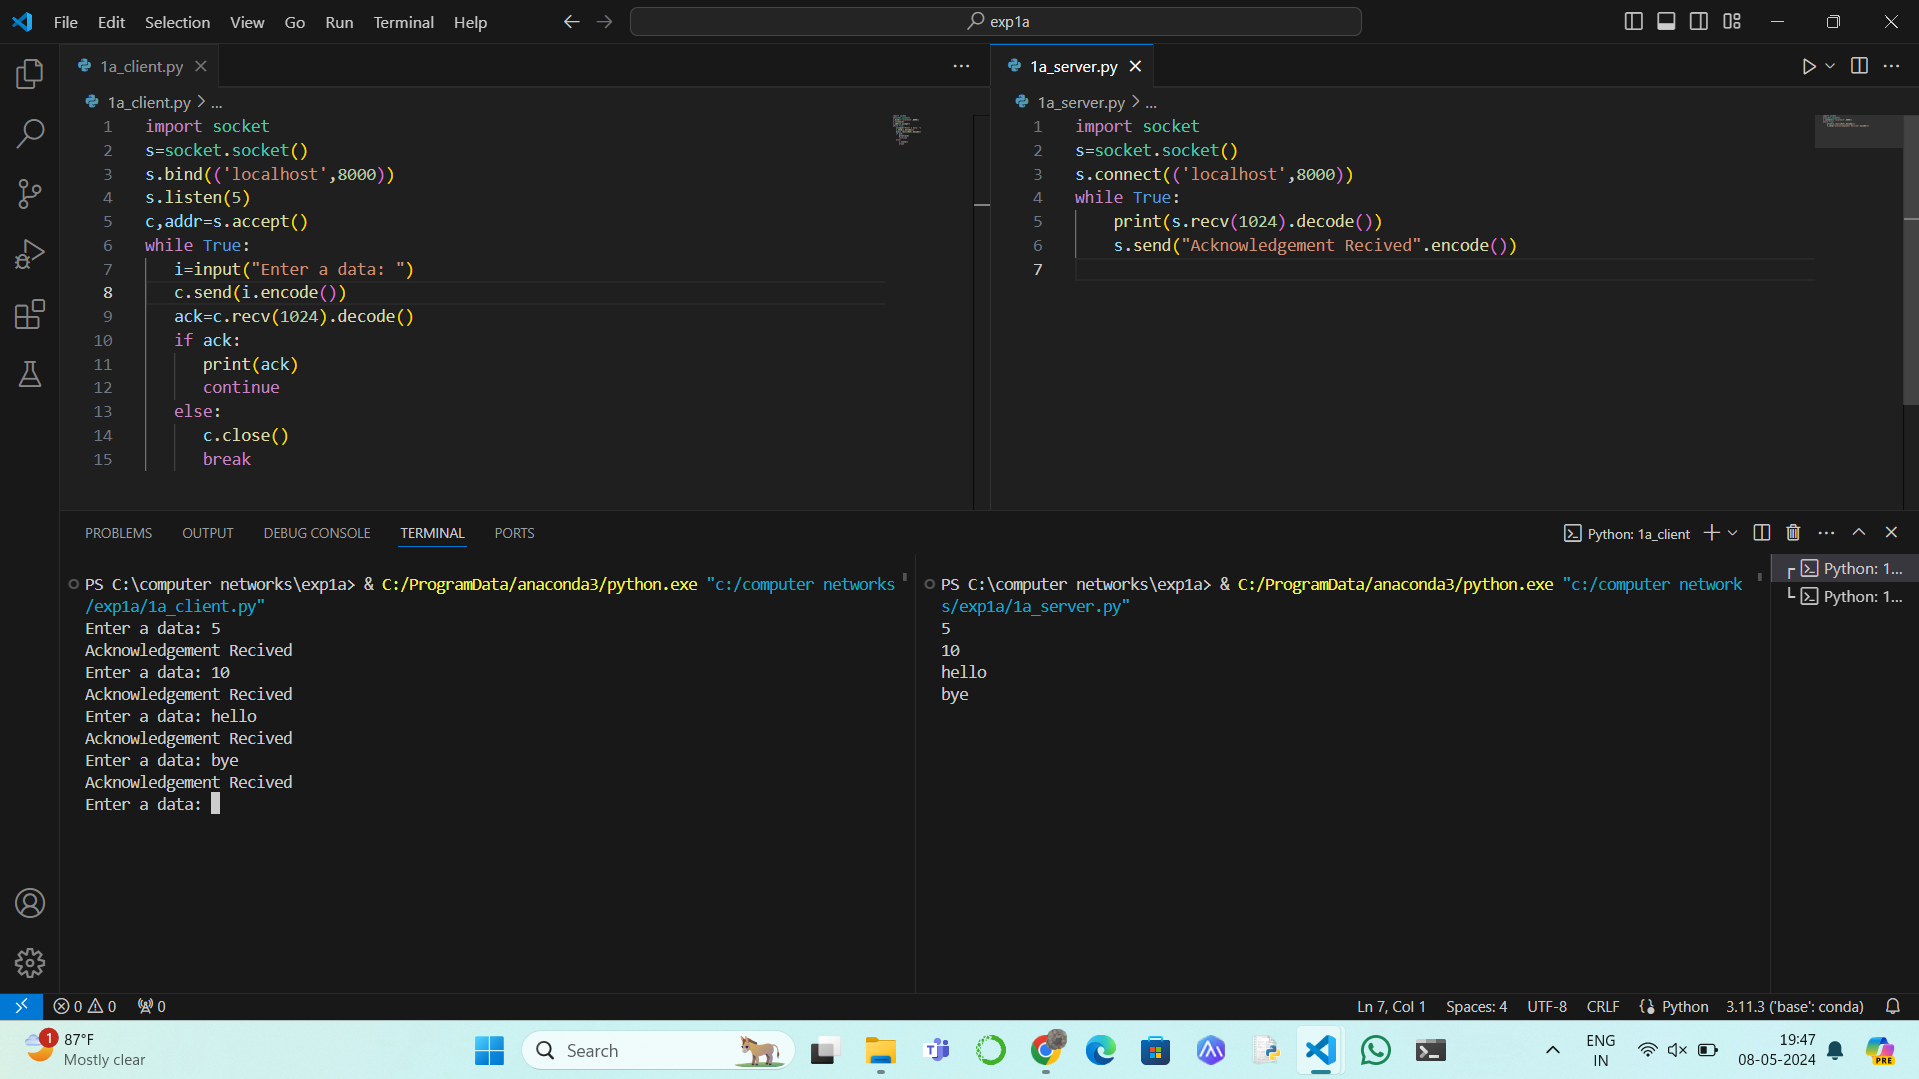 File Edit Selection View Go Run Terminal Help
exp1a
1a_client.py
1a_client.py > ...
1 import socket
2 s=socket.socket()
3 s.bind(('localhost',8000))
4 s.listen(5)
5 c,addr=s.accept()
6 while True:
7 i=input("Enter a data: ")
8 c.send(i.encode())
9 ack=c.recv(1024).decode()
10 if ack:
11 print(ack)
12 continue
13 else:
14 c.close()
15 break
1a_server.py
1a_server.py > ...
1 import socket
2 s=socket.socket()
3 s.connect(('localhost',8000))
4 while True:
5 print(s.recv(1024).decode())
6 s.send("Acknowledgement Recived".encode())
7
PROBLEMS OUTPUT DEBUG CONSOLE TERMINAL PORTS
Python: 1a_client
PS C:\computer networks\exp1a> & C:/ProgramData/anaconda3/python.exe "c:/computer networks
/exp1a/1a_client.py"
Enter a data: 5
Acknowledgement Recived
Enter a data: 10
Acknowledgement Recived
Enter a data: hello
Acknowledgement Recived
Enter a data: bye
Acknowledgement Recived
Enter a data:
PS C:\computer networks\exp1a> & C:/ProgramData/anaconda3/python.exe "c:/computer network
s/exp1a/1a_server.py"
5
10
hello
bye
Python: 1...
Python: 1...
0 0 0
Ln 7, Col 1 Spaces: 4 UTF-8 CRLF Python 3.11.3 ('base': conda)
1
87°F
Mostly clear
Search
ENG
IN
19:47
08-05-2024
PRE